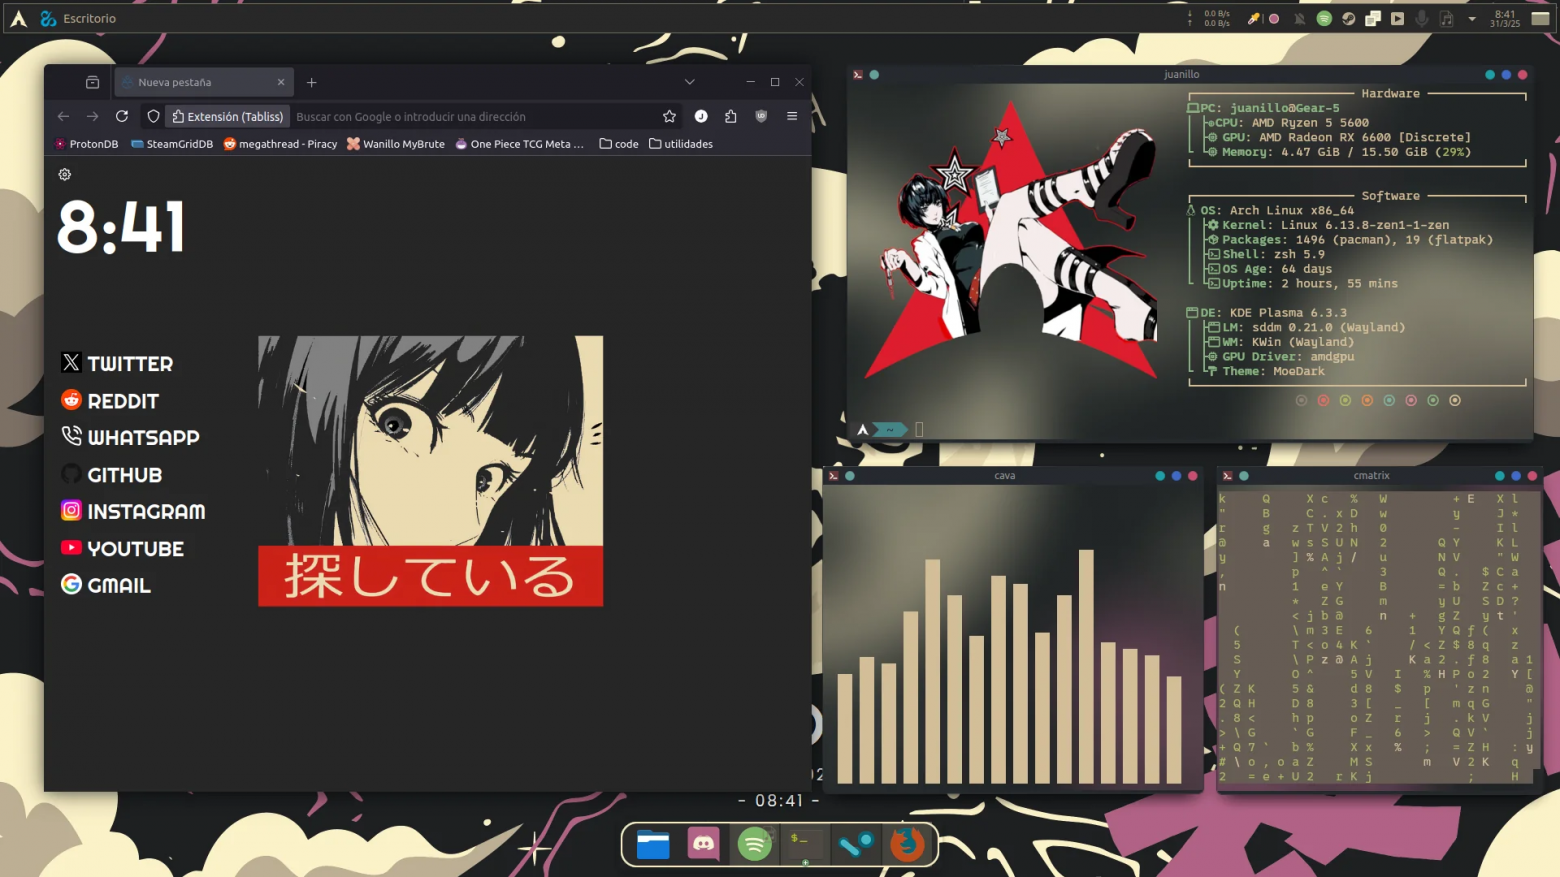 Escritorio
0.0 B/s
0.0 B/s
8:41
31/3/25
Nueva pestaña
Extensión (Tabliss)
Buscar con Google o introducir una dirección
ProtonDB
SteamGridDB
megathread - Piracy
Wanillo MyBrute
One Piece TCG Meta ...
code
utilidades
8:41
TWITTER
REDDIT
WHATSAPP
GITHUB
INSTAGRAM
YOUTUBE
GMAIL
探している
juanillo
Hardware
PC: juanillo@Gear-5
CPU: AMD Ryzen 5 5600
GPU: AMD Radeon RX 6600 [Discrete]
Memory: 4.47 GiB / 15.50 GiB (29%)
Software
OS: Arch Linux x86_64
Kernel: Linux 6.13.8-zen1-1-zen
Packages: 1496 (pacman), 19 (flatpak)
Shell: zsh 5.9
OS Age: 64 days
Uptime: 2 hours, 55 mins
DE: KDE Plasma 6.3.3
LM: sddm 0.21.0 (Wayland)
WM: KWin (Wayland)
GPU Driver: amdgpu
Theme: MoeDark
~
cava
cmatrix
- 08:41 -